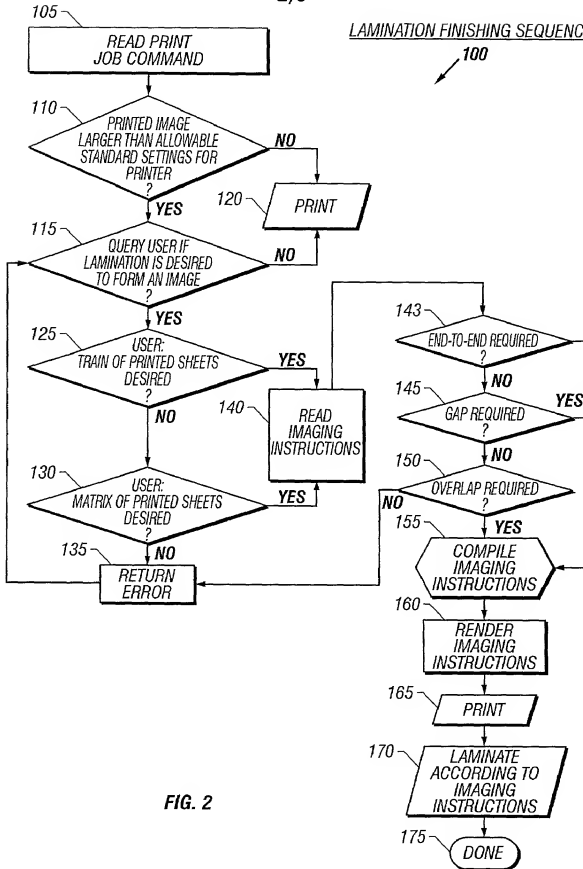 LAMINATION FINISHING SEQUENC
100
105
READ PRINT
JOB COMMAND
110
PRINTED IMAGE
LARGER THAN ALLOWABLE
STANDARD SETTINGS FOR
PRINTER
?
NO
YES
120
PRINT
115
QUERY USER IF
LAMINATION IS DESIRED
TO FORM AN IMAGE
?
NO
YES
125
USER:
TRAIN OF PRINTED SHEETS
DESIRED
?
YES
NO
140
READ
IMAGING
INSTRUCTIONS
130
USER:
MATRIX OF PRINTED SHEETS
DESIRED
?
YES
NO
135
RETURN
ERROR
143
END-TO-END REQUIRED
?
NO
145
GAP REQUIRED
?
YES
NO
150
OVERLAP REQUIRED
?
NO
YES
155
COMPILE
IMAGING
INSTRUCTIONS
160
RENDER
IMAGING
INSTRUCTIONS
165
PRINT
170
LAMINATE
ACCORDING TO
IMAGING
INSTRUCTIONS
175
DONE
FIG. 2